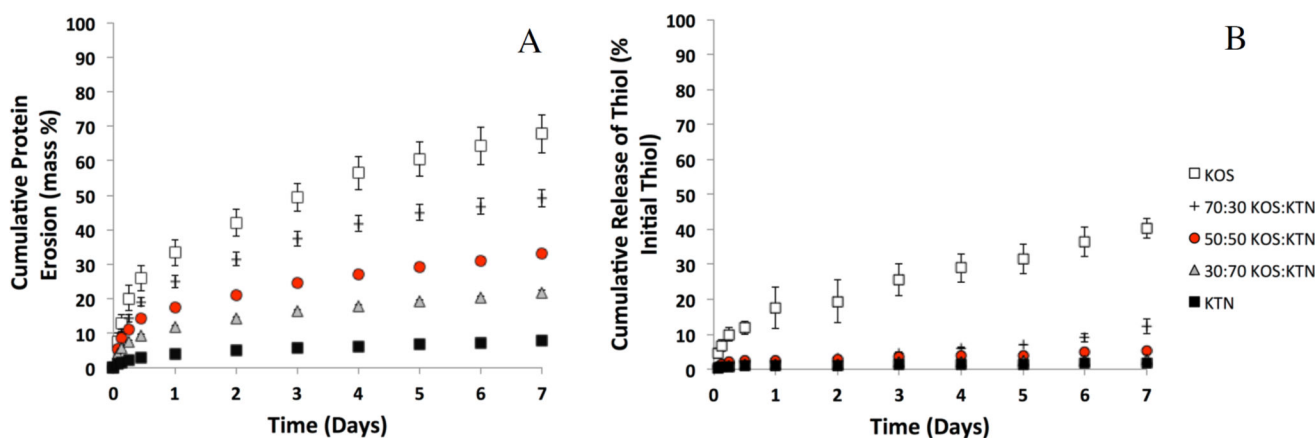 A
Cumulative Protein
Erosion (mass %)
100
90
80
70
60
50
40
30
20
10
0
0 1 2 3 4 5 6 7
Time (Days)
B
Cumulative Release of Thiol (%
Initial Thiol)
100
90
80
70
60
50
40
30
20
10
0
0 1 2 3 4 5 6 7
Time (Days)
KOS
70:30 KOS:KTN
50:50 KOS:KTN
30:70 KOS:KTN
KTN